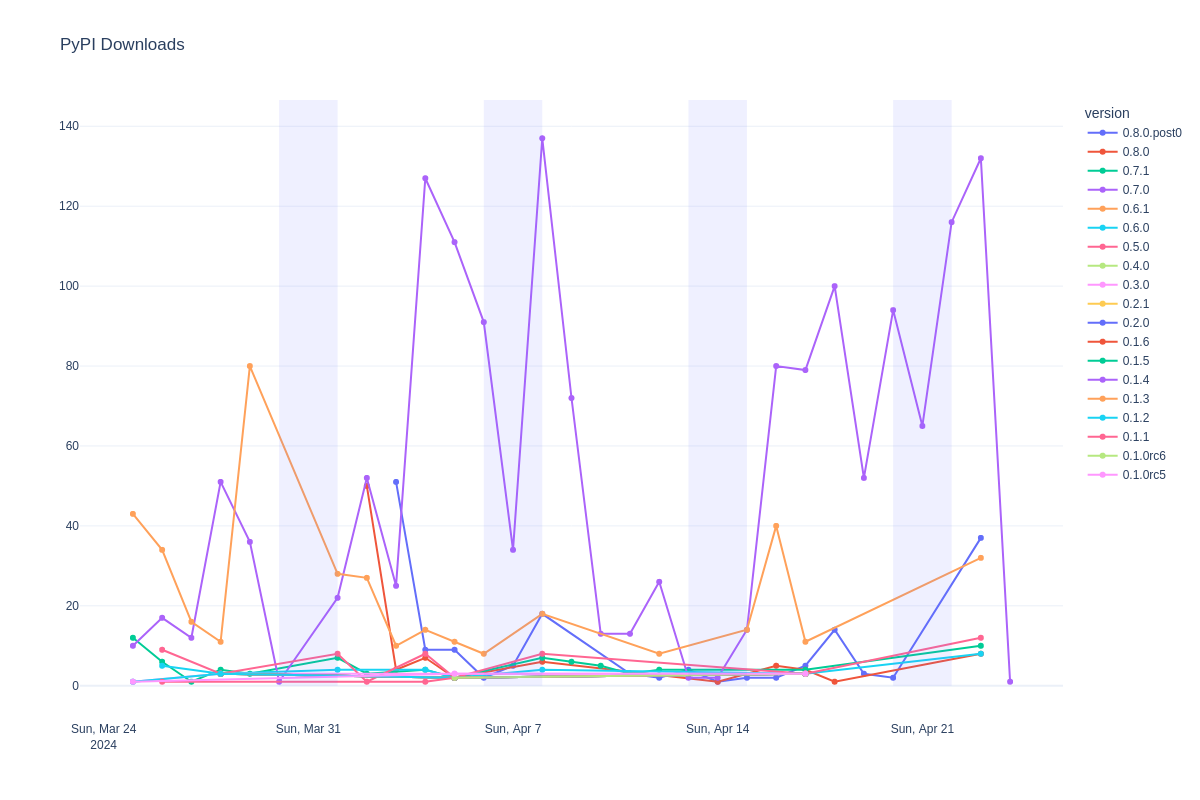 PyPI Downloads
140
120
100
80
60
40
20
0
Sun, Mar 24
2024
Sun, Mar 31
Sun, Apr 7
Sun, Apr 14
Sun, Apr 21
version
0.8.0.post0
0.8.0
0.7.1
0.7.0
0.6.1
0.6.0
0.5.0
0.4.0
0.3.0
0.2.1
0.2.0
0.1.6
0.1.5
0.1.4
0.1.3
0.1.2
0.1.1
0.1.0rc6
0.1.0rc5